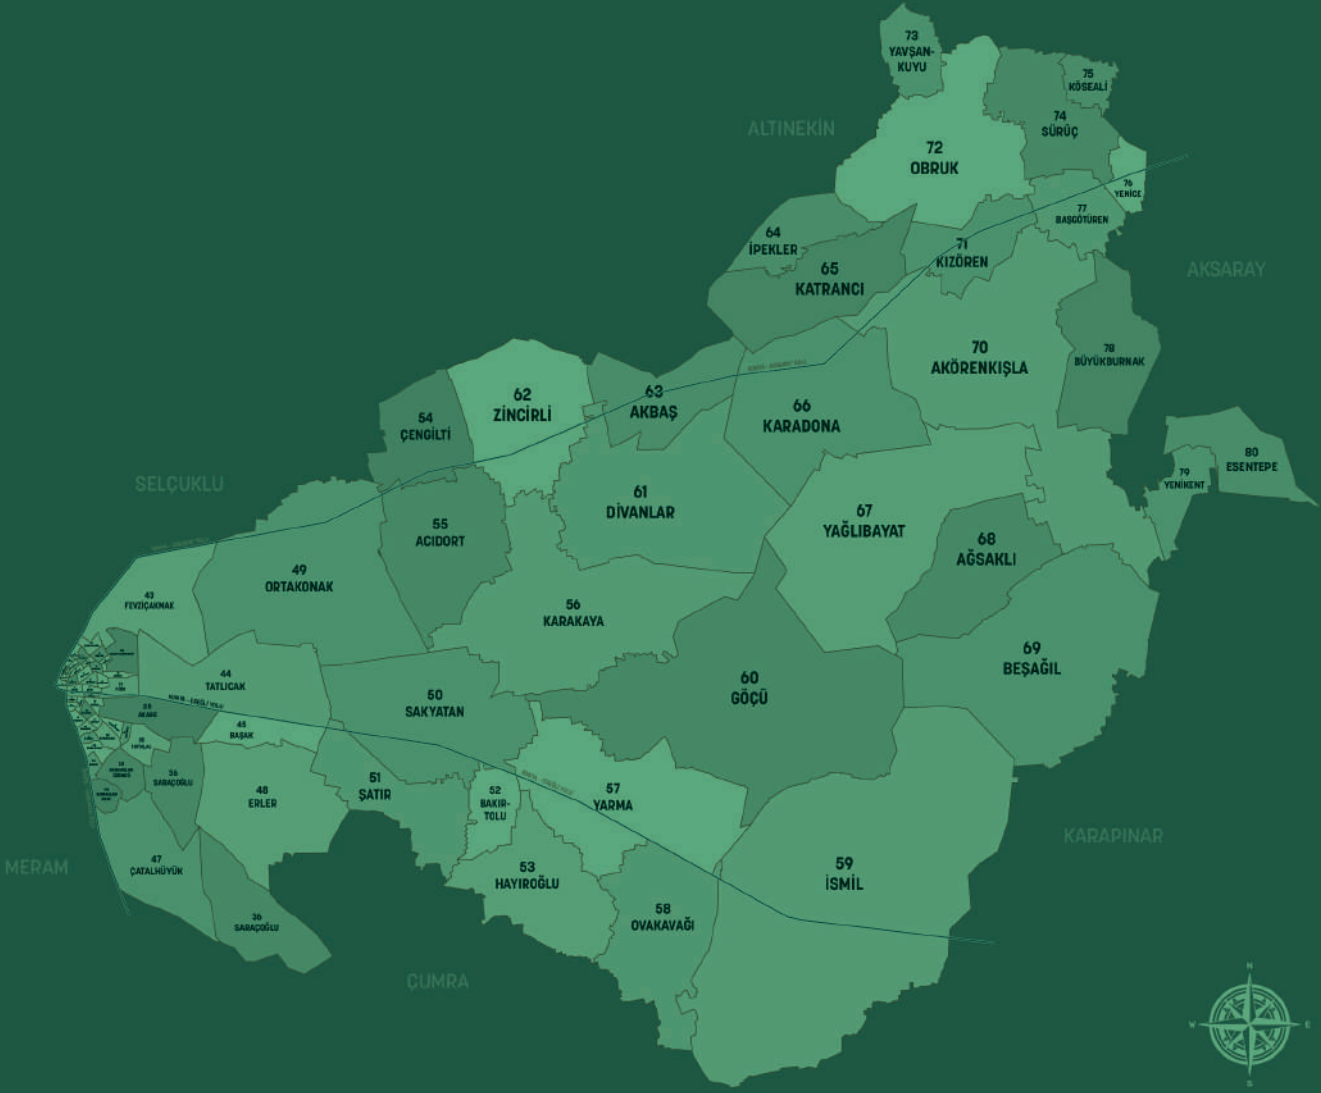 73
YAVŞAN-
KUYU
75
KÖSEALİ
74
SÜRÜÇ
ALTINEKİN
72
OBRUK
76
YENİCE
77
BAŞGÖTÜREN
64
İPEKLER
71
KIZÖREN
65
KATRANCI
AKSARAY
70
AKÖRENKIŞLA
78
BÜYÜKBURNAK
62
ZİNCİRLİ
63
AKBAŞ
66
KARADONA
54
ÇENGİLTİ
80
ESENTEPE
79
YENİKENT
SELÇUKLU
61
DİVANLAR
67
YAĞLIBAYAT
55
ACIDORT
68
AĞSAKLI
49
ORTAKONAK
43
FEVZİÇAKMAK
56
KARAKAYA
69
BEŞAĞIL
44
TATLICAK
60
GÖÇÜ
50
SAKYATAN
45
BAŞAK
51
ŞATIR
36
SARAÇOĞLU
48
ERLER
52
BAKIR-
TOLU
57
YARMA
KARAPINAR
MERAM
47
ÇATALHÜYÜK
53
HAYIROĞLU
59
İSMİL
36
SARAÇOĞLU
58
OVAKAVAĞI
ÇUMRA
N
W
E
S